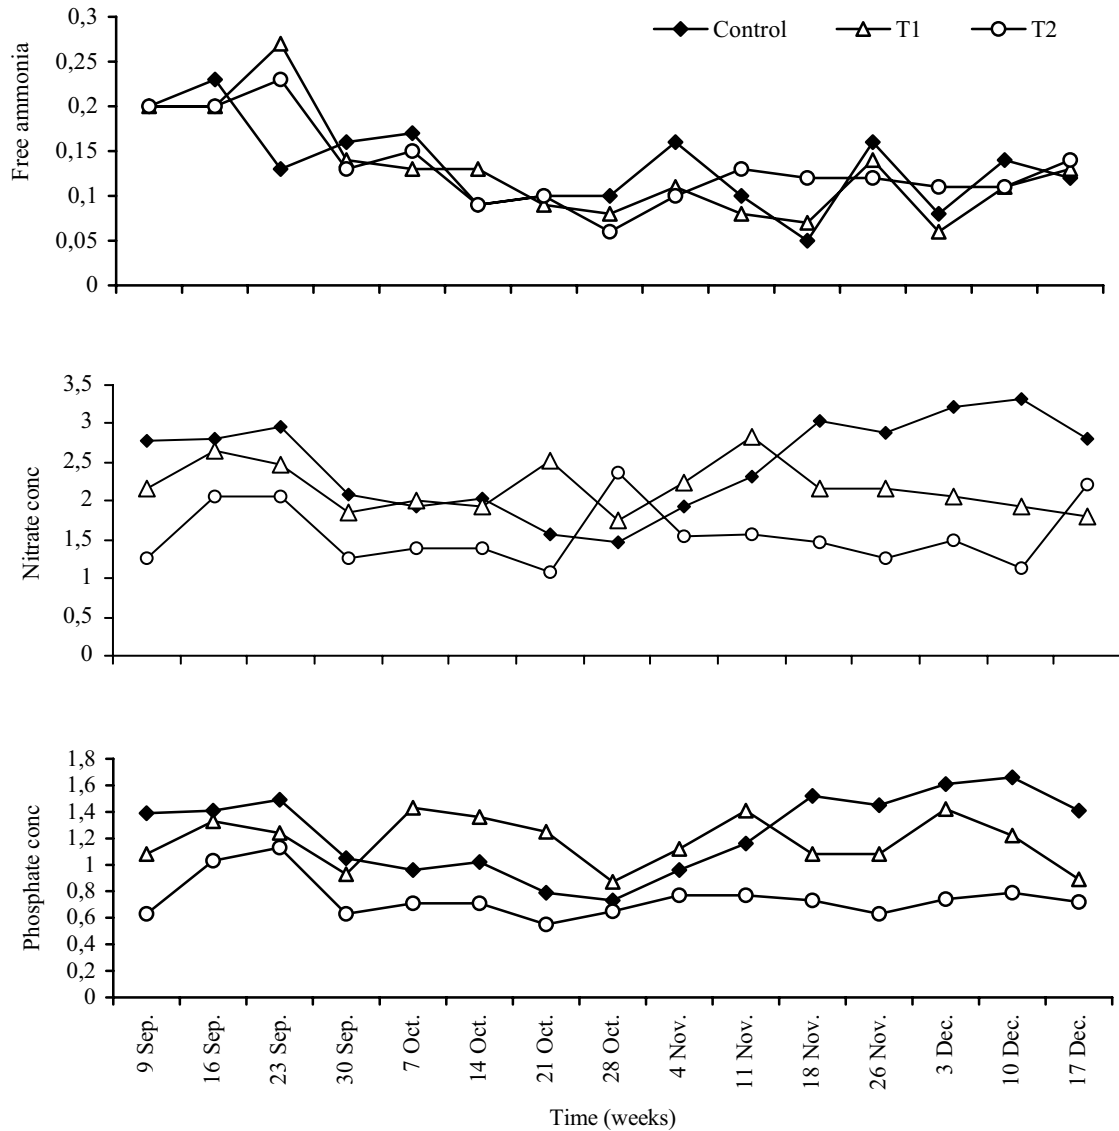 Control T1 T2
Free ammonia
0,3
0,25
0,2
0,15
0,1
0,05
0
Nitrate conc
3,5
3
2,5
2
1,5
1
0,5
0
Phosphate conc
1,8
1,6
1,4
1,2
1
0,8
0,6
0,4
0,2
0
9 Sep.
16 Sep.
23 Sep.
30 Sep.
7 Oct.
14 Oct.
21 Oct.
28 Oct.
4 Nov.
11 Nov.
18 Nov.
26 Nov.
3 Dec.
10 Dec.
17 Dec.
Time (weeks)